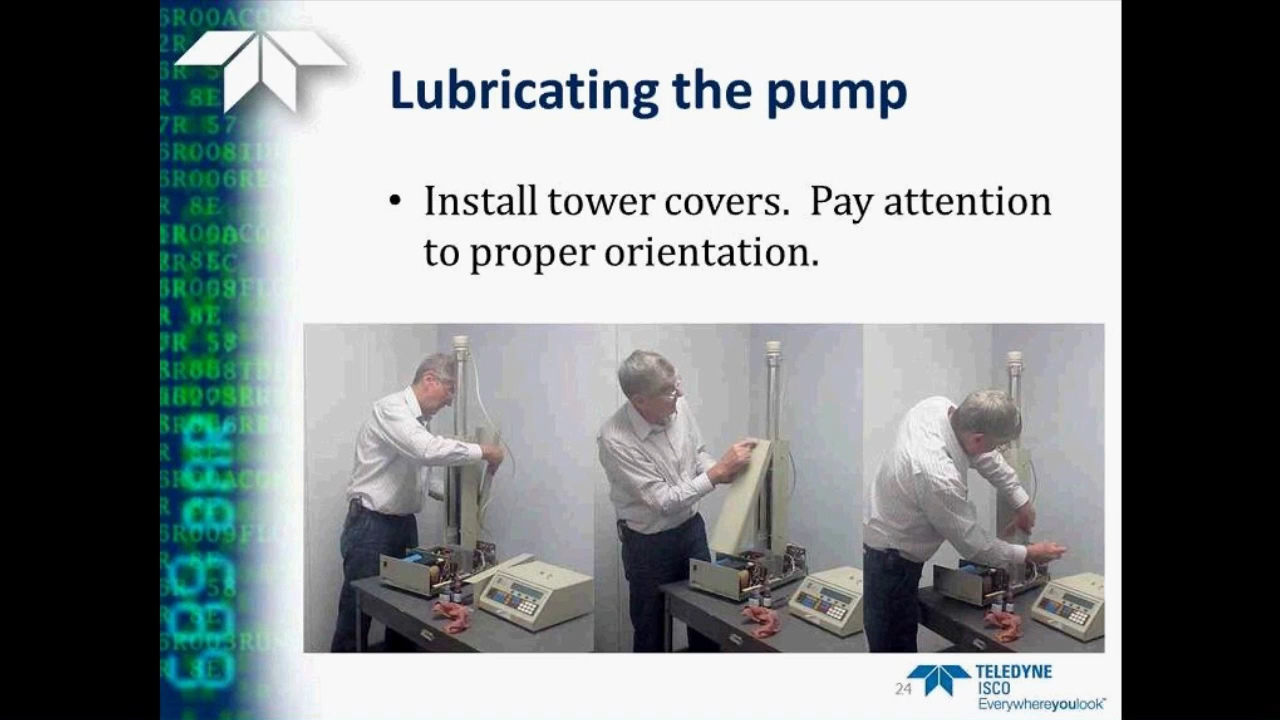 Lubricating the pump
• Install tower covers. Pay attention
to proper orientation.
24
TELEDYNE
ISCO
Everywhereyoulook™